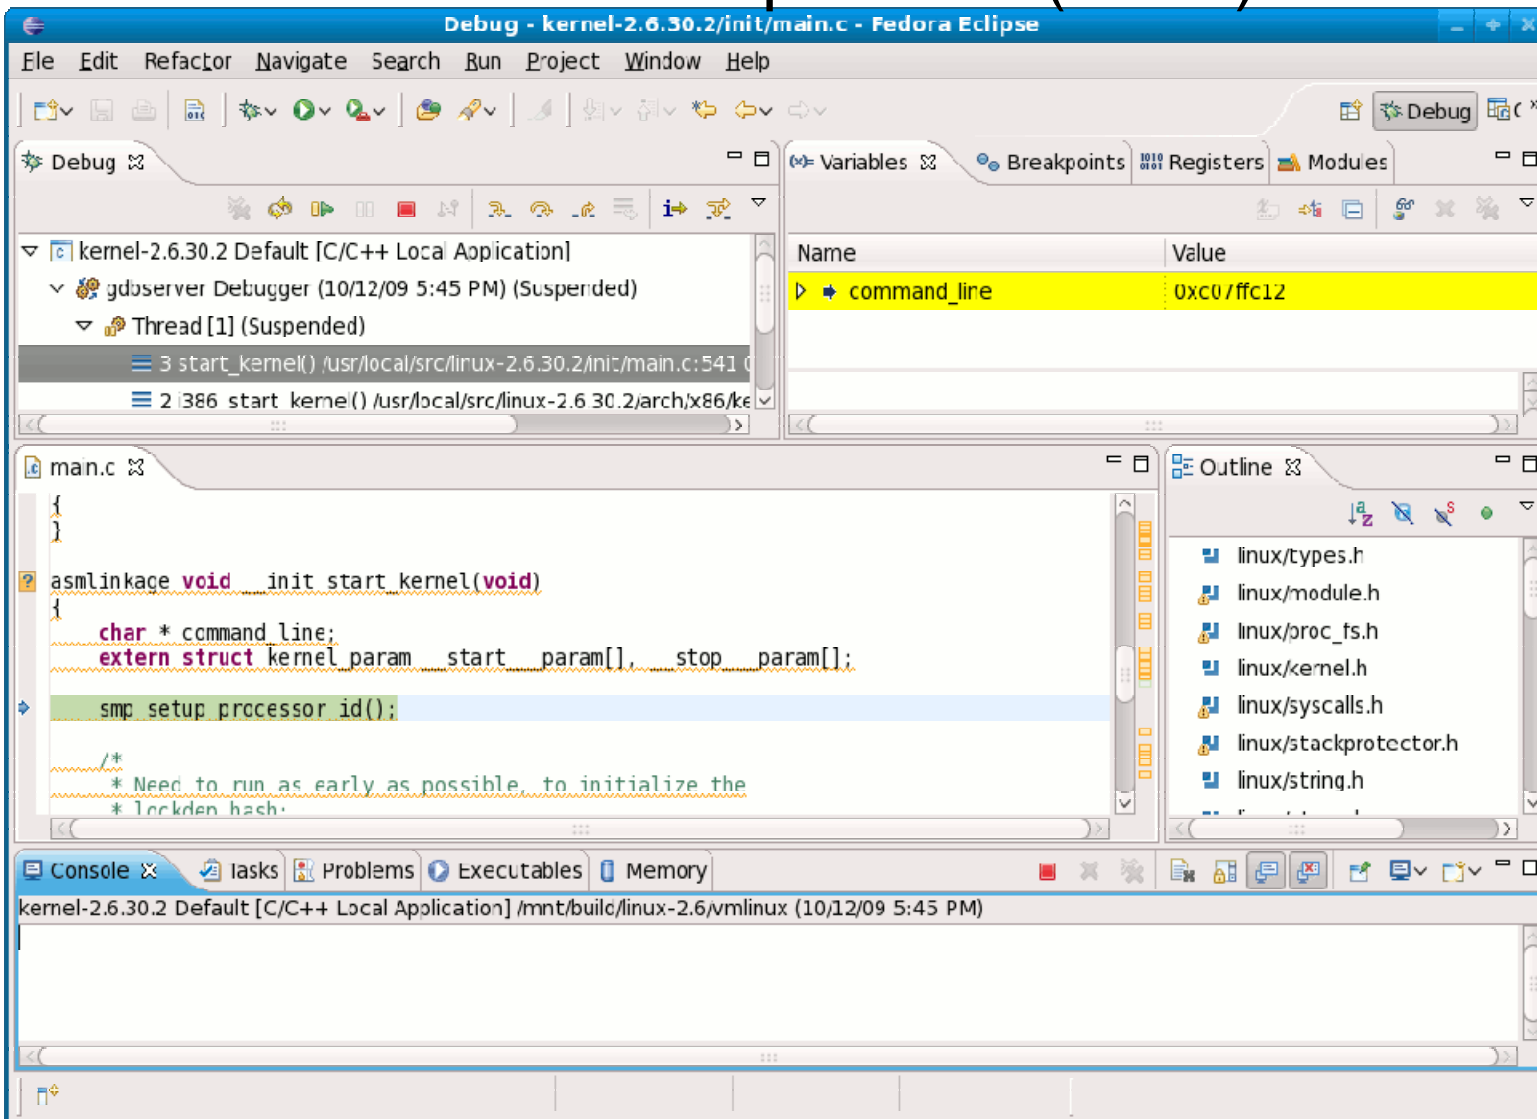 Debug - kernel-2.6.30.2/init/main.c - Fedora Eclipse
File Edit Refactor Navigate Search Run Project Window Help
Debug C
Debug
Variables Breakpoints Registers Modules
kernel-2.6.30.2 Default [C/C++ Local Application]
gdbserver Debugger (10/12/09 5:45 PM) (Suspended)
Thread [1] (Suspended)
3 start_kernel() /usr/local/src/linux-2.6.30.2/init/main.c:541
2 i386_start_kernel() /usr/local/src/linux-2.6.30.2/arch/x86/ke
Name Value
command_line 0xc07ffc12
main.c
{
}
asmlinkage void __init start_kernel(void)
{
char * command_line;
extern struct kernel_param __start___param[], __stop___param[];
smp_setup_processor_id();
/*
* Need to run as early as possible, to initialize the
* lockdep hash:
Outline
linux/types.h
linux/module.h
linux/proc_fs.h
linux/kernel.h
linux/syscalls.h
linux/stackprotector.h
linux/string.h
Console Tasks Problems Executables Memory
kernel-2.6.30.2 Default [C/C++ Local Application] /mnt/build/linux-2.6/vmlinux (10/12/09 5:45 PM)